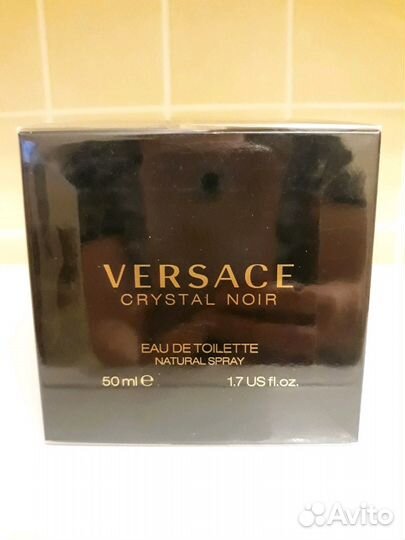 VERSACE
CRYSTAL NOIR
EAU DE TOILETTE
NATURAL SPRAY
50 ml ℮ 1.7 US fl.oz.
Avito